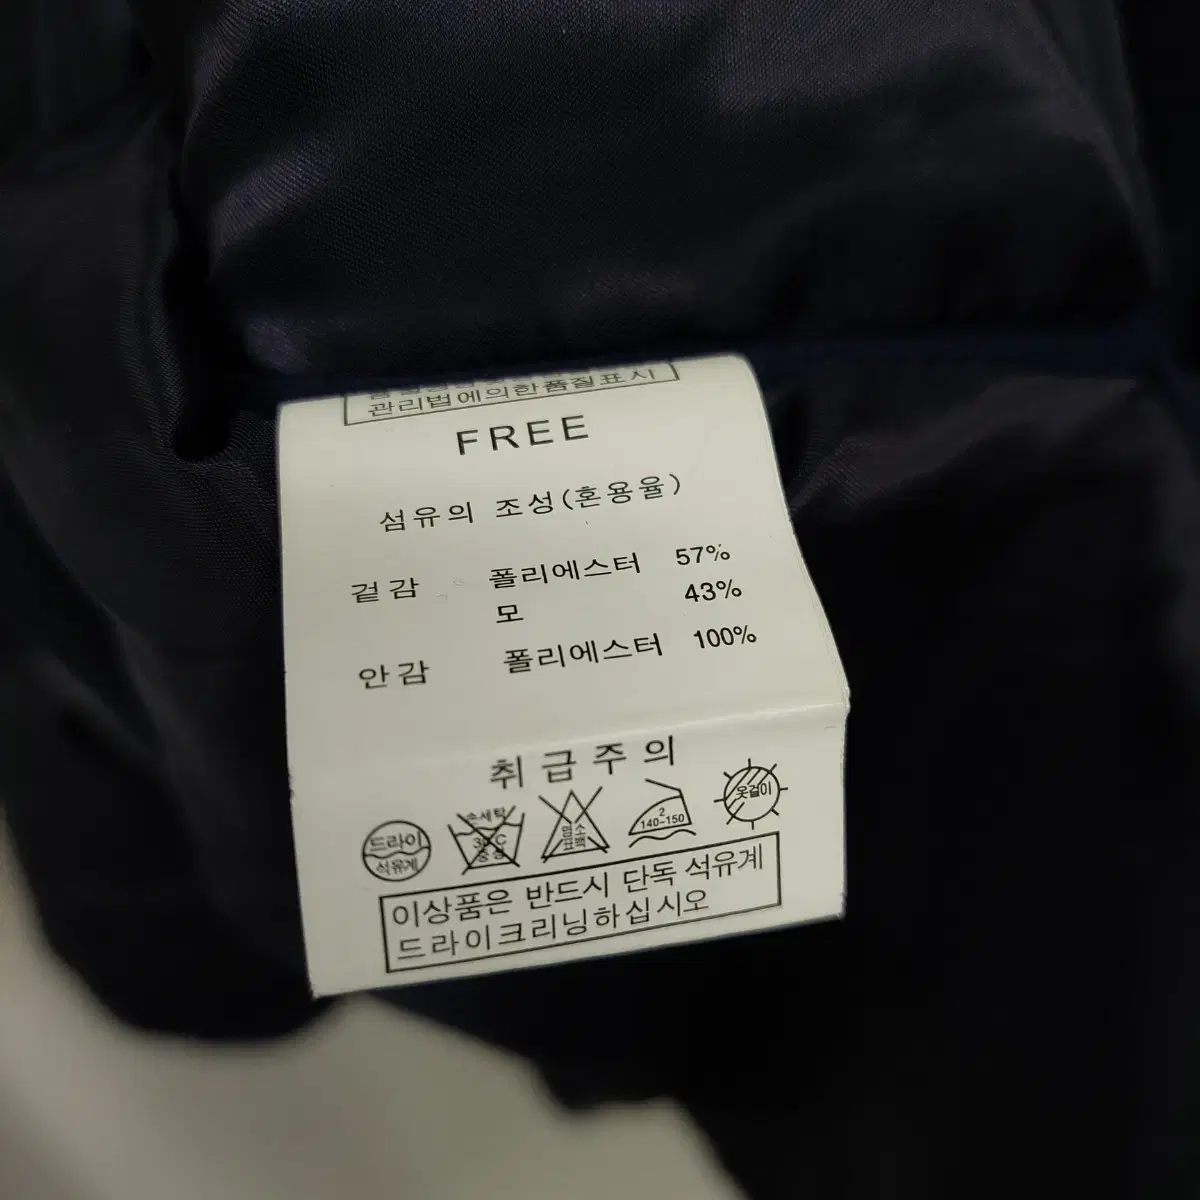 관리법에의한품질표시
FREE
섬유의 조성(혼용율)
겉감 폴리에스터 57%
모 43%
안감 폴리에스터 100%
취급주의
드라이
석유계
손세탁
30℃
중성
염소
표백
2
140-150
옷걸이
이상품은 반드시 단독 석유계
드라이크리닝하십시오